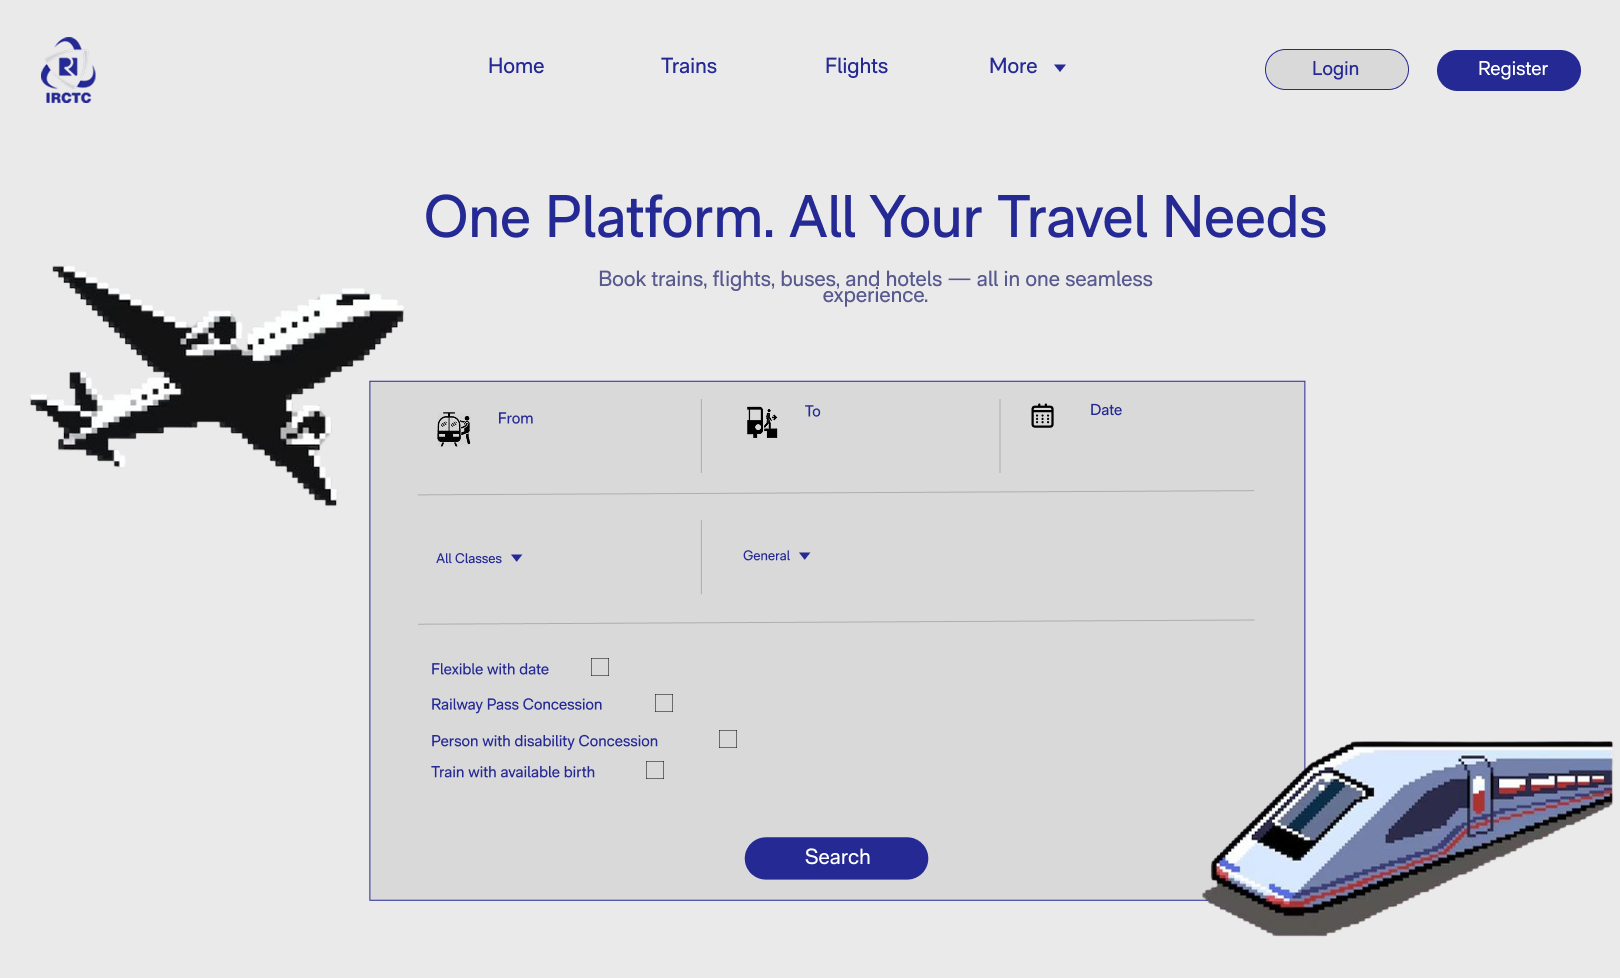 IRCTC
Home Trains Flights More
Login
Register
One Platform. All Your Travel Needs
Book trains, flights, buses, and hotels — all in one seamless
experience.
From
To
Date
All Classes
General
Flexible with date
Railway Pass Concession
Person with disability Concession
Train with available birth
Search